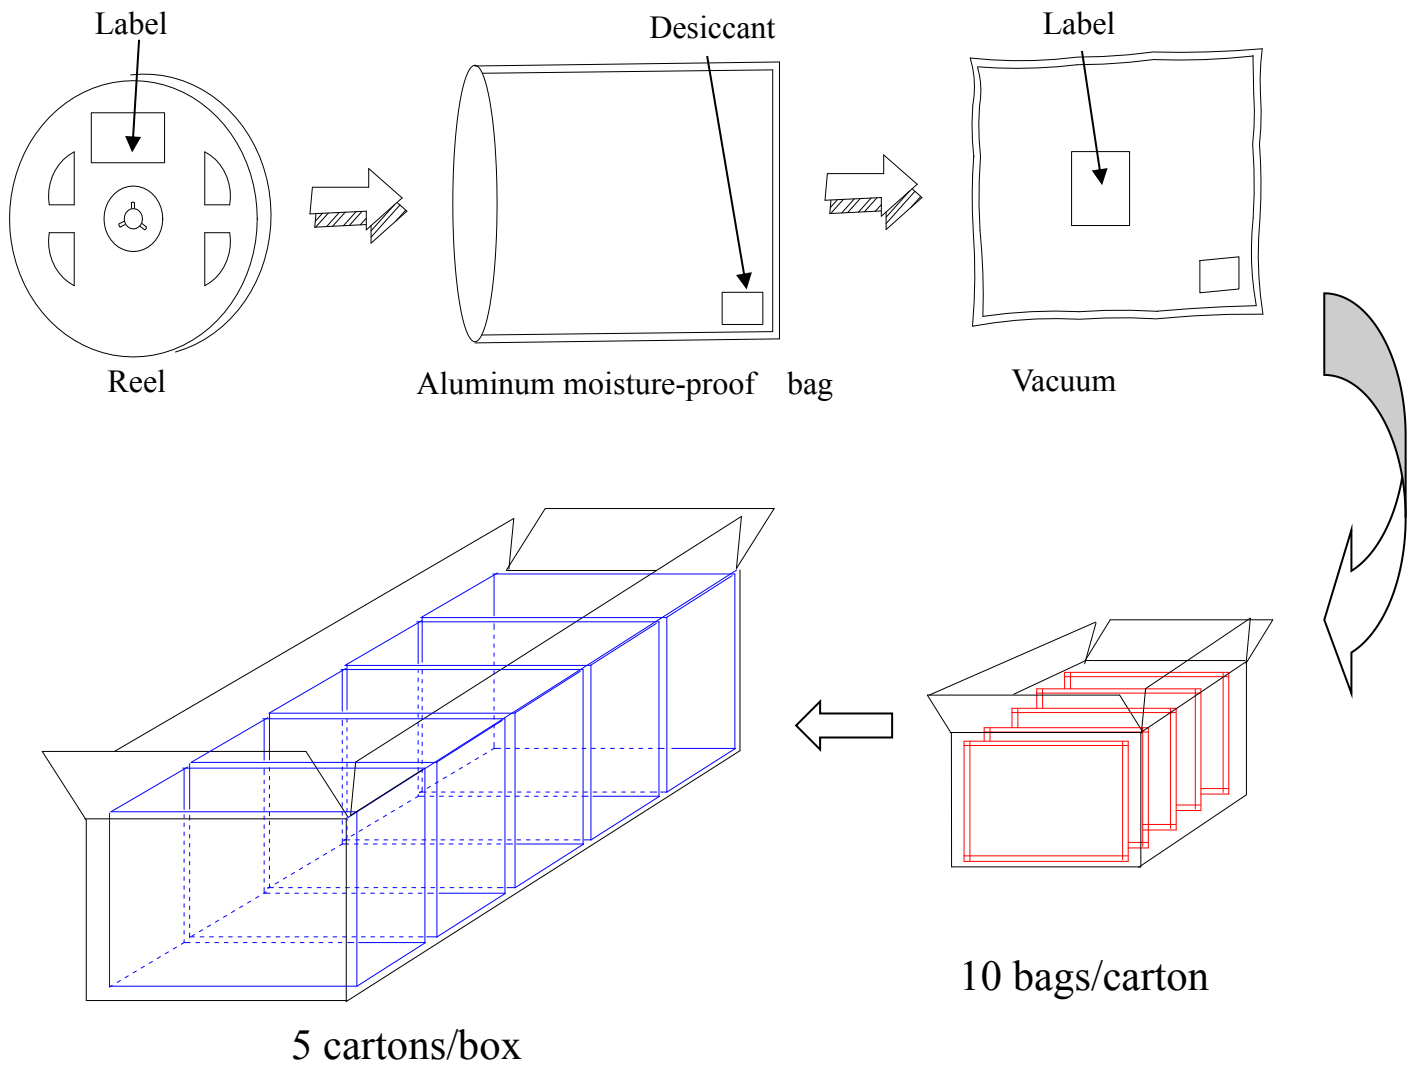 Label
Desiccant
Label
Reel
Aluminum moisture-proof bag
Vacuum
10 bags/carton
5 cartons/box